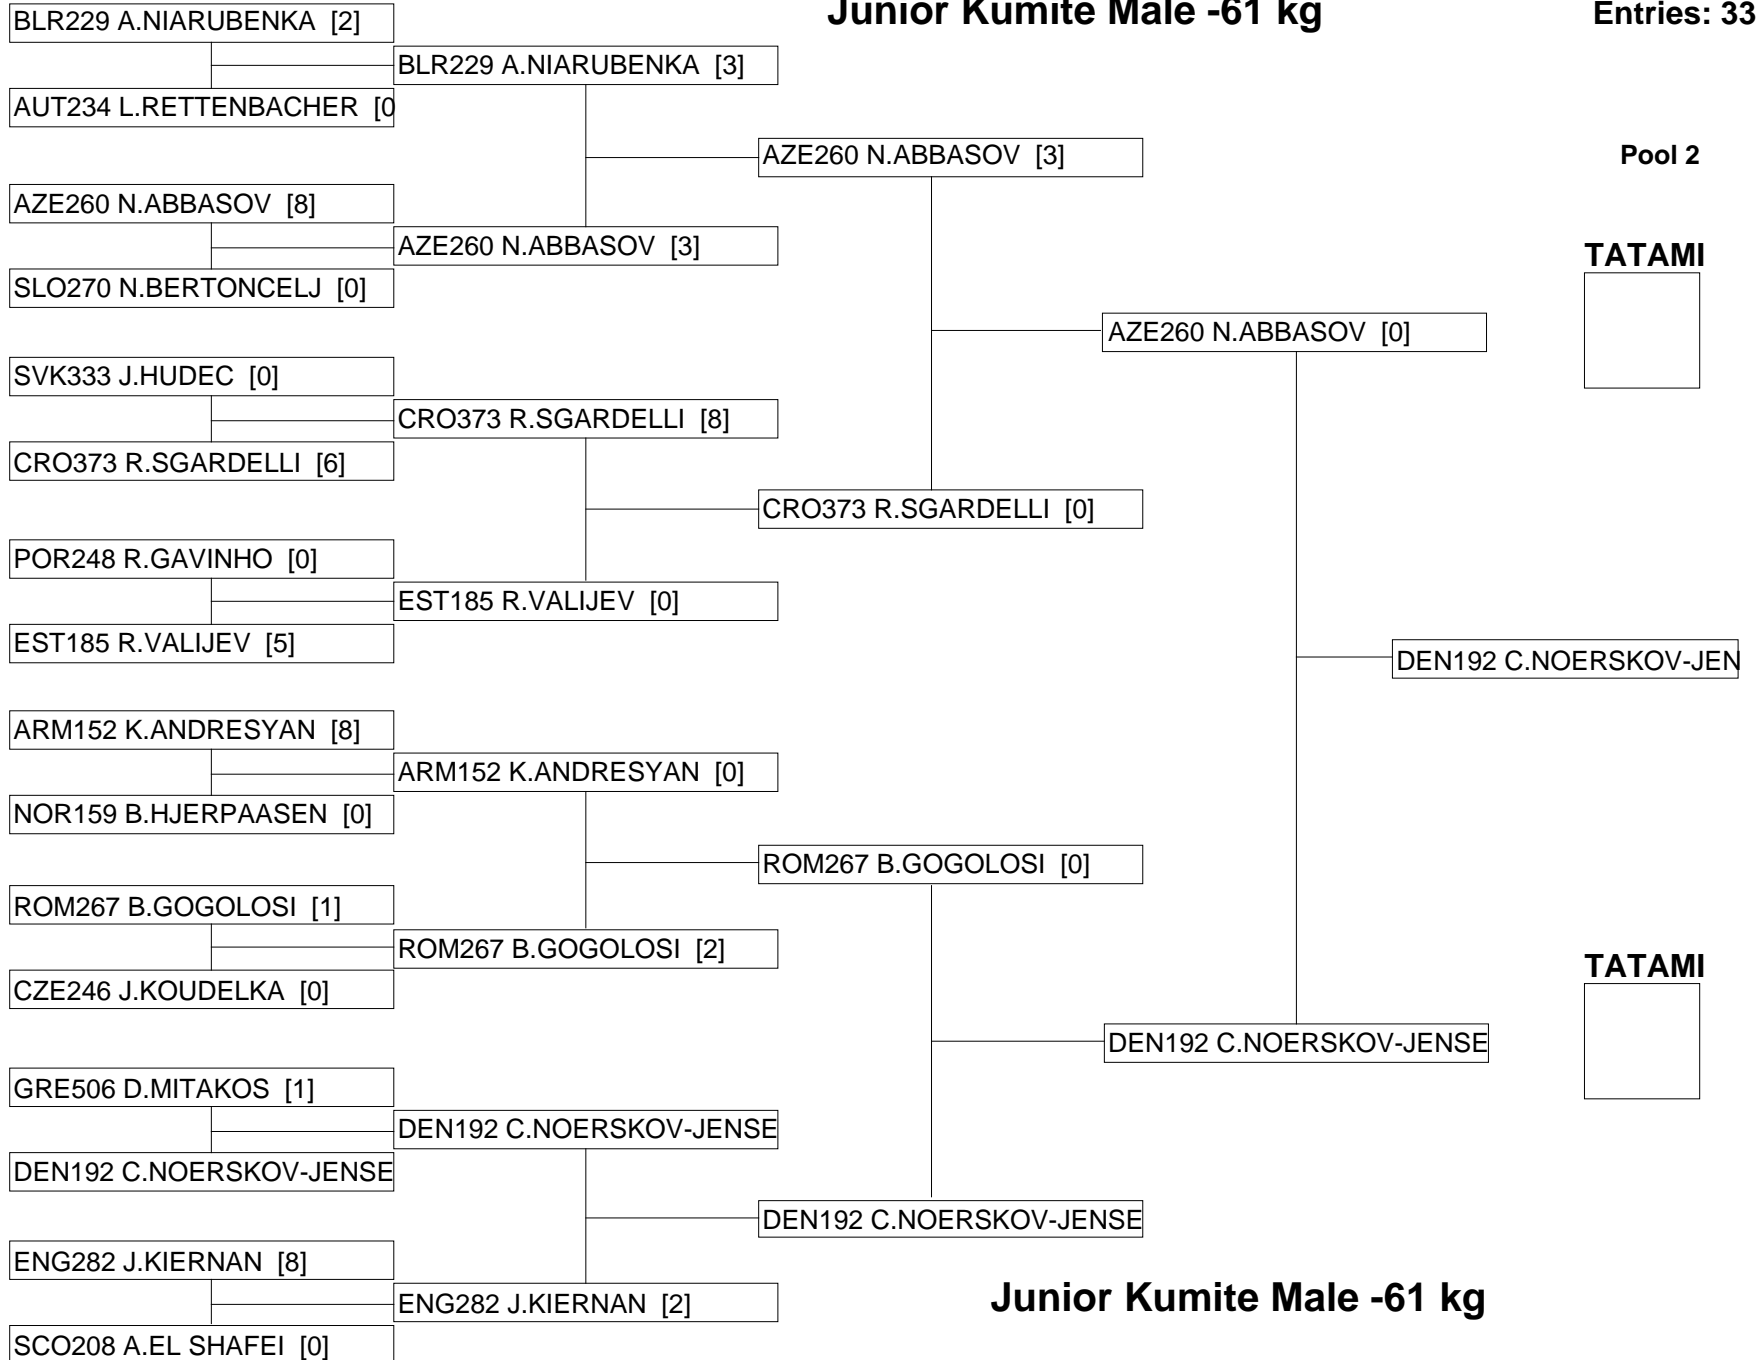 Junior Kumite Male -61 kg
Entries: 33
Pool 2
TATAMI
TATAMI
BLR229 A.NIARUBENKA [2]
AUT234 L.RETTENBACHER [0
AZE260 N.ABBASOV [8]
SLO270 N.BERTONCELJ [0]
SVK333 J.HUDEC [0]
CRO373 R.SGARDELLI [6]
POR248 R.GAVINHO [0]
EST185 R.VALIJEV [5]
ARM152 K.ANDRESYAN [8]
NOR159 B.HJERPAASEN [0]
ROM267 B.GOGOLOSI [1]
CZE246 J.KOUDELKA [0]
GRE506 D.MITAKOS [1]
DEN192 C.NOERSKOV-JENSE
ENG282 J.KIERNAN [8]
SCO208 A.EL SHAFEI [0]
BLR229 A.NIARUBENKA [3]
AZE260 N.ABBASOV [3]
CRO373 R.SGARDELLI [8]
EST185 R.VALIJEV [0]
ARM152 K.ANDRESYAN [0]
ROM267 B.GOGOLOSI [2]
DEN192 C.NOERSKOV-JENSE
ENG282 J.KIERNAN [2]
AZE260 N.ABBASOV [3]
CRO373 R.SGARDELLI [0]
ROM267 B.GOGOLOSI [0]
DEN192 C.NOERSKOV-JENSE
AZE260 N.ABBASOV [0]
DEN192 C.NOERSKOV-JENSE
DEN192 C.NOERSKOV-JEN
Junior Kumite Male -61 kg